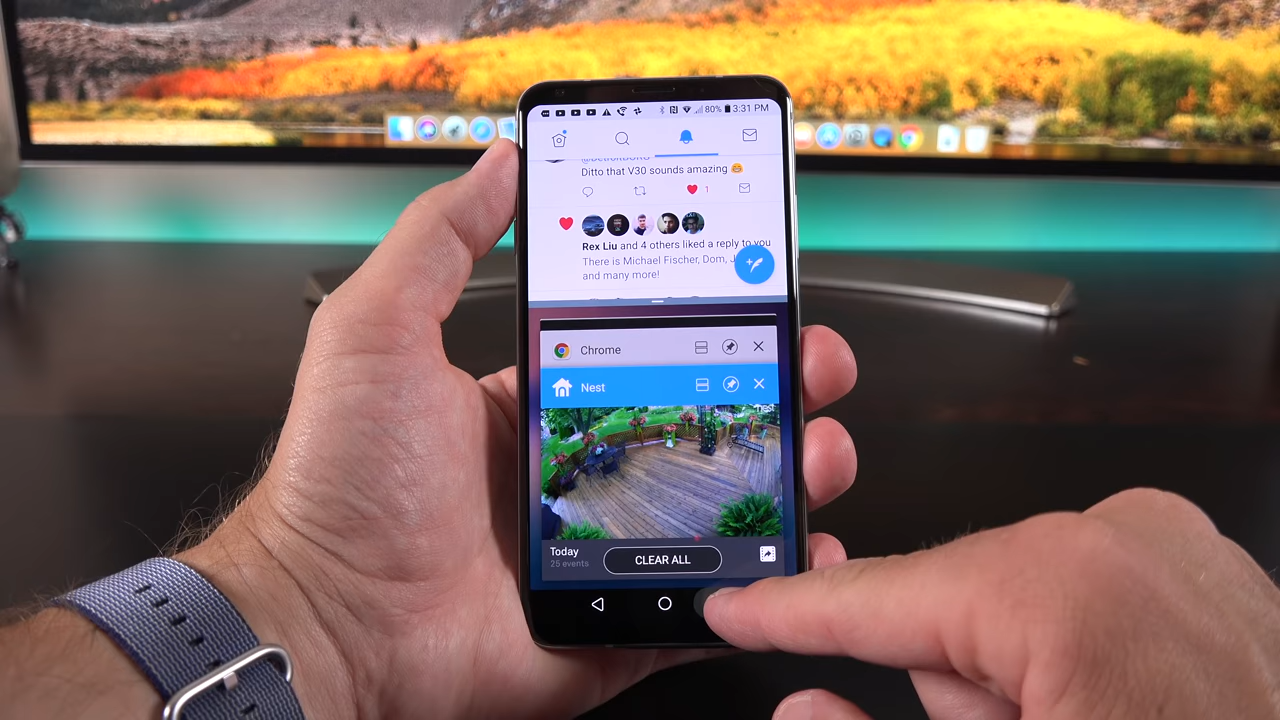 80% 3:31 PM
Ditto that V30 sounds amazing
1
Rex Liu and 4 others liked a reply to you
There is Michael Fischer, Dom, J
and many more!
Chrome
Nest
nest
Today
25 events
CLEAR ALL